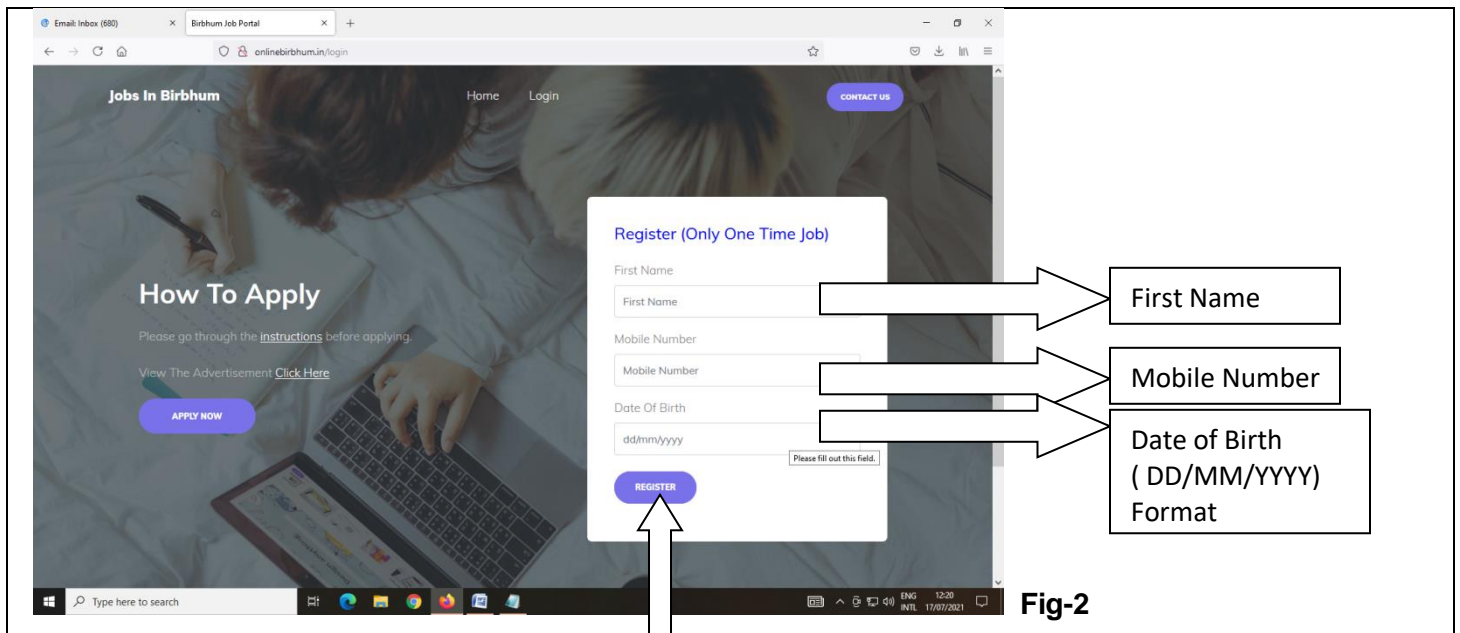 Email: Inbox (680)
Birbhum Job Portal
onlinebirbhum.in/login
Jobs In Birbhum
Home Login
CONTACT US
Register (Only One Time Job)
First Name
First Name
Mobile Number
Mobile Number
Date Of Birth
dd/mm/yyyy
Please fill out this field.
REGISTER
How To Apply
Please go through the instructions before applying.
View The Advertisement Click Here
APPLY NOW
First Name
Mobile Number
Date of Birth
( DD/MM/YYYY)
Format
Type here to search
ENG 12:20
INTL 17/07/2021
Fig-2